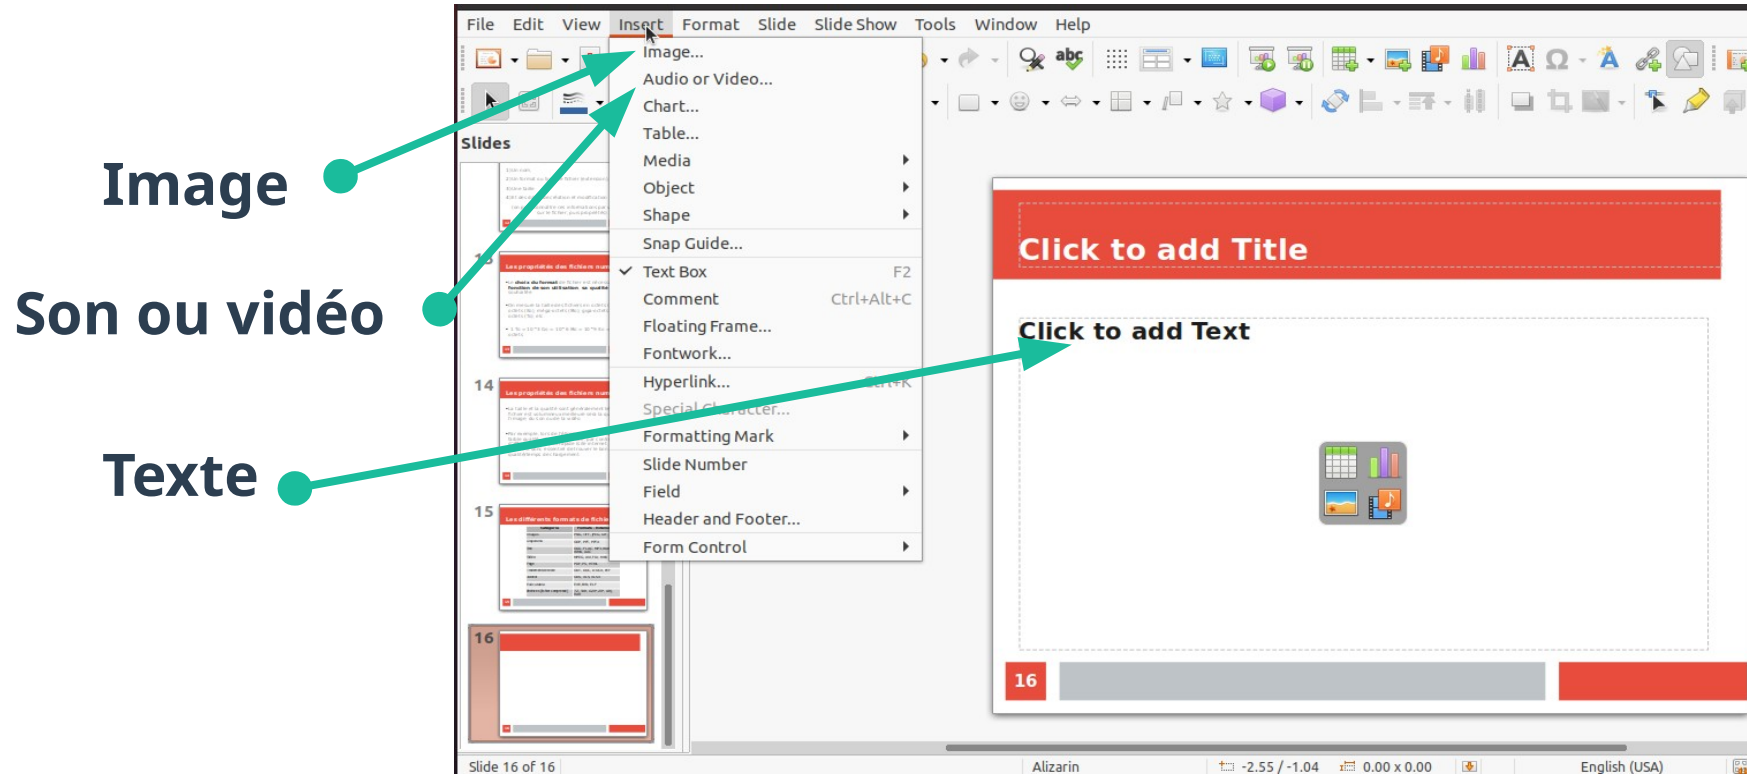 File Edit View Insert Format Slide Slide Show Tools Window Help
Image
Son ou vidéo
Texte
Slides
Image...
Audio or Video...
Chart...
Table...
Media
Object
Shape
Snap Guide...
Text Box F2
Comment Ctrl+Alt+C
Floating Frame...
Fontwork...
Hyperlink... Ctrl+K
Special Character...
Formatting Mark
Slide Number
Field
Header and Footer...
Form Control
14
15
16
Click to add Title
Click to add Text
16
Slide 16 of 16
Alizarin
-2.55 / -1.04
0.00 x 0.00
English (USA)